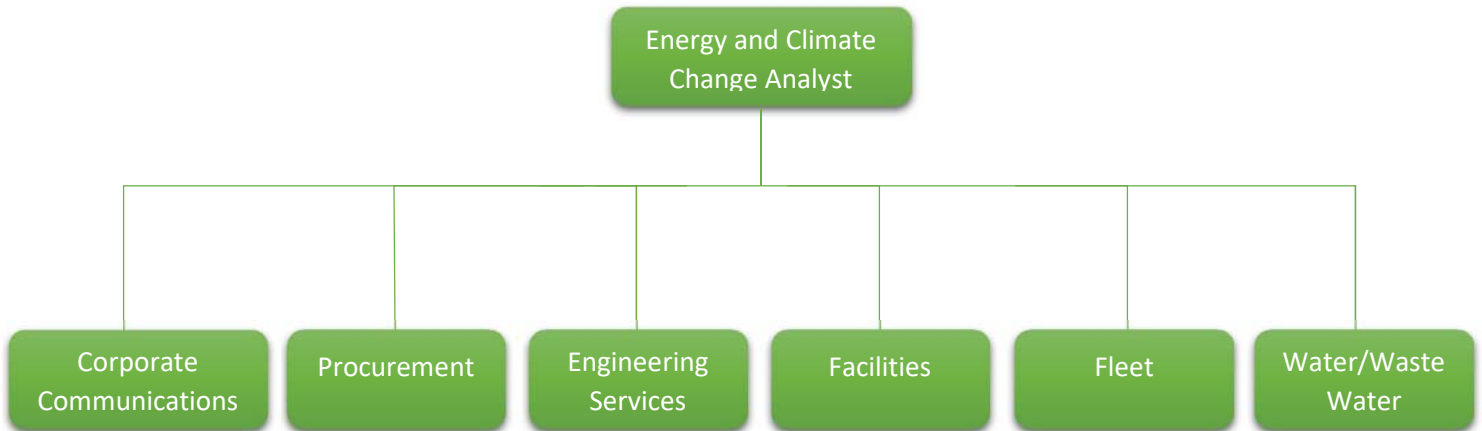 Energy and Climate
Change Analyst
Corporate
Communications
Procurement
Engineering
Services
Facilities
Fleet
Water/Waste
Water